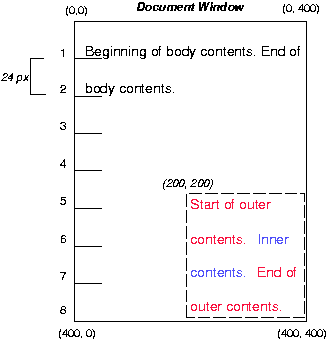 (0,0) Document Window (0, 400)
1 Beginning of body contents. End of
24 px
2 body contents.
3
4
(200, 200)
5 Start of outer
6 contents. Inner
7 contents. End of
8 outer contents.
(400, 0) (400, 400)